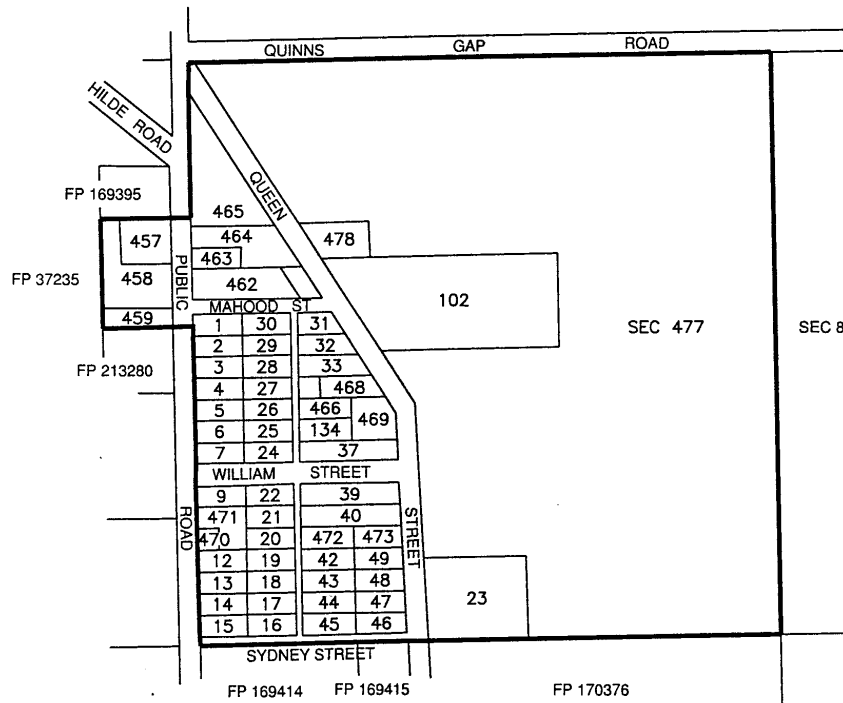 QUINNS GAP ROAD
HILDE ROAD
QUEEN
FP 169395
465
457 464 478
463
PUBLIC
FP 37235 458 462 102
MAHOOD ST
459 1 30 31 SEC 477 SEC 8
2 29 32
3 28 33
FP 213280
4 27 468
5 26 466
469
6 25 134
7 24 37
WILLIAM STREET
9 22 39
471 21 40
ROAD STREET
470 20 472 473
12 19 42 49
13 18 43 48
14 17 44 47 23
15 16 45 46
SYDNEY STREET
FP 169414 FP 169415 FP 170376